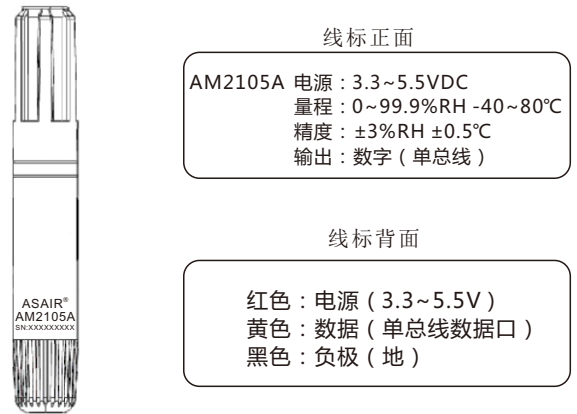 线标正面
AM2105A 电源：3.3~5.5VDC
量程：0~99.9%RH -40~80℃
精度：±3%RH ±0.5℃
输出：数字（单总线）
线标背面
红色：电源（3.3~5.5V）
黄色：数据（单总线数据口）
黑色：负极（地）
ASAIR®
AM2105A
SN:XXXXXXXXX